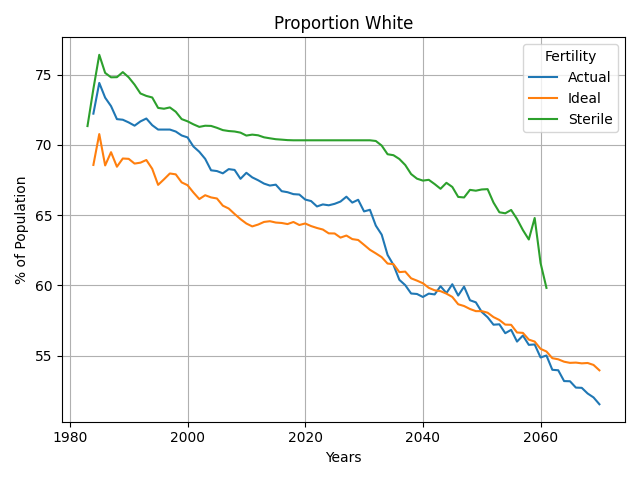 Proportion White
% of Population
75
70
65
60
55
Fertility
Actual
Ideal
Sterile
1980
2000
2020
2040
2060
Years